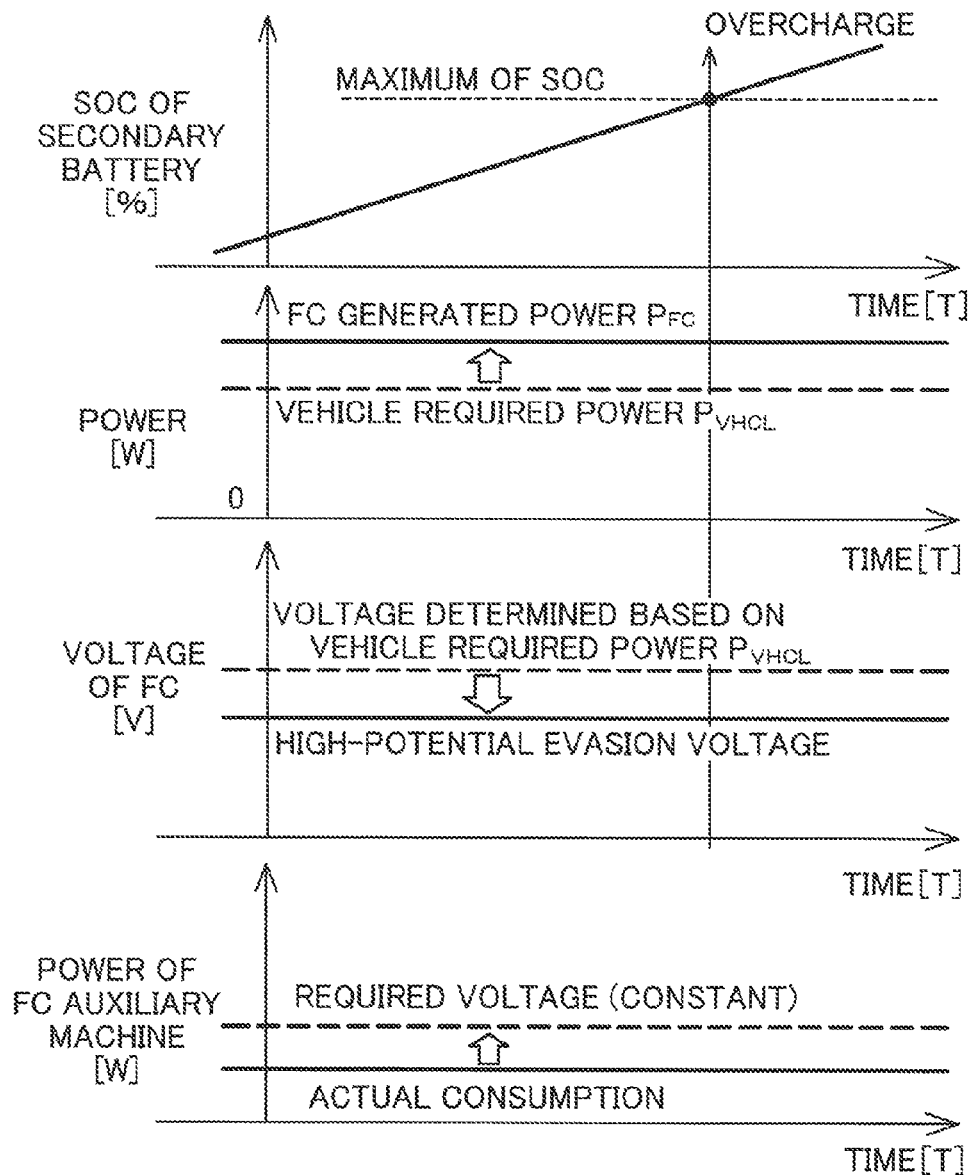 OVERCHARGE
MAXIMUM OF SOC
SOC OF
SECONDARY
BATTERY
[%]
TIME[T]
FC GENERATED POWER PFC
VEHICLE REQUIRED POWER PVHCL
POWER
[W]
0
TIME[T]
VOLTAGE DETERMINED BASED ON
VEHICLE REQUIRED POWER PVHCL
VOLTAGE
OF FC
[V]
HIGH-POTENTIAL EVASION VOLTAGE
TIME[T]
POWER OF
FC AUXILIARY
MACHINE
[W]
REQUIRED VOLTAGE (CONSTANT)
ACTUAL CONSUMPTION
TIME[T]